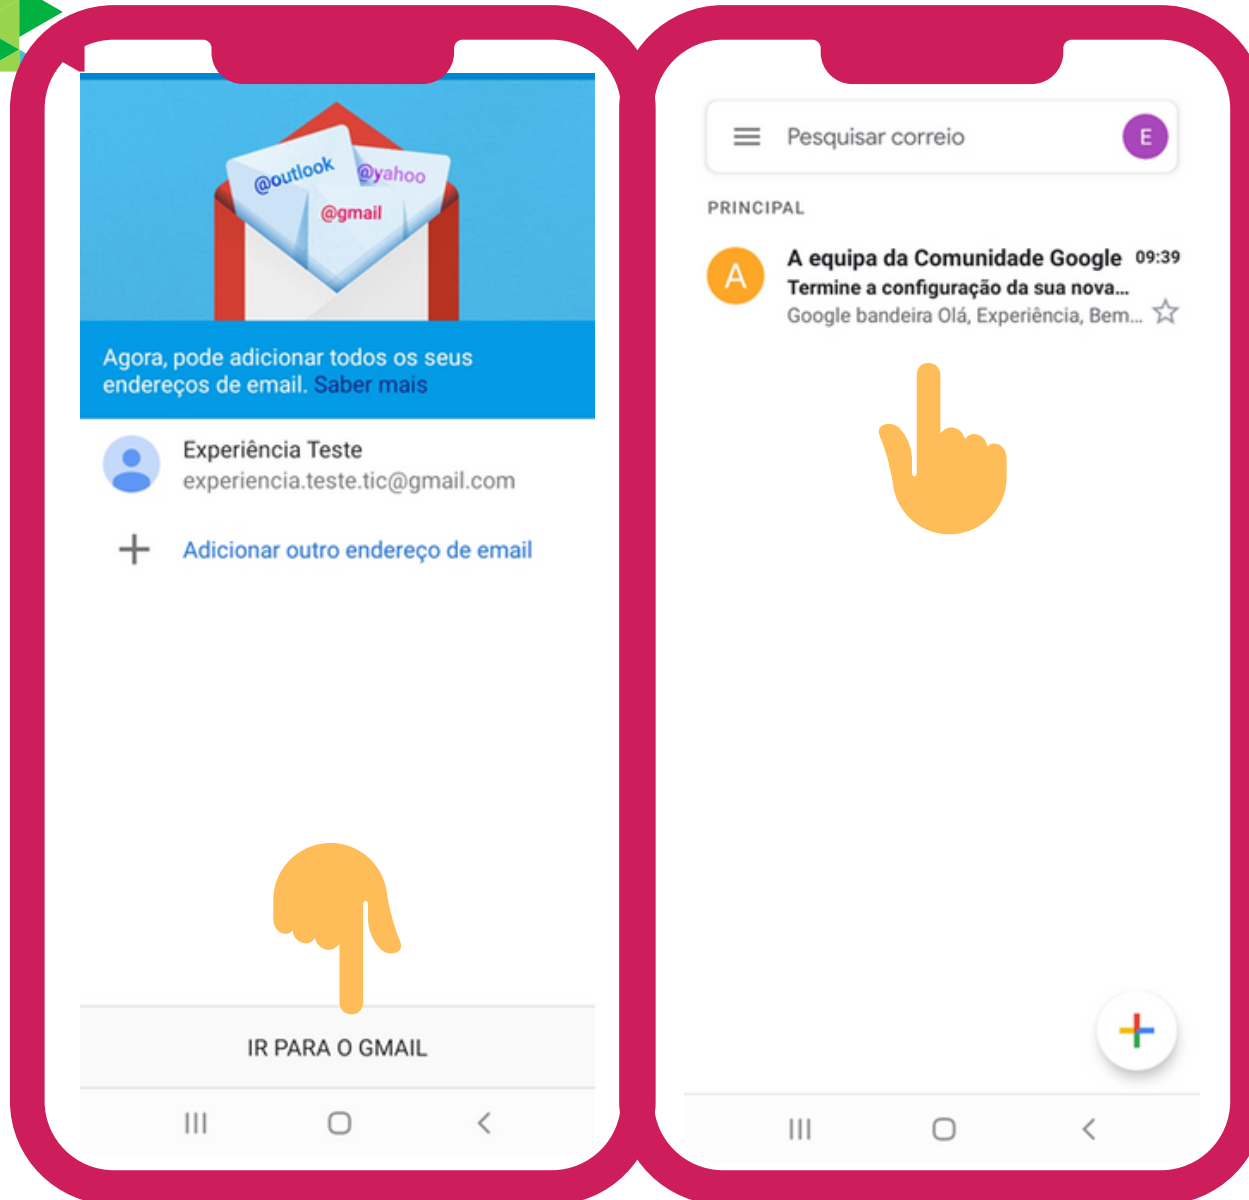 @outlook
@yahoo
@gmail
Agora, pode adicionar todos os seus
endereços de email. Saber mais
Experiência Teste
experiencia.teste.tic@gmail.com
Adicionar outro endereço de email
IR PARA O GMAIL
Pesquisar correio
E
PRINCIPAL
A
A equipa da Comunidade Google 09:39
Termine a configuração da sua nova...
Google bandeira Olá, Experiência, Bem...